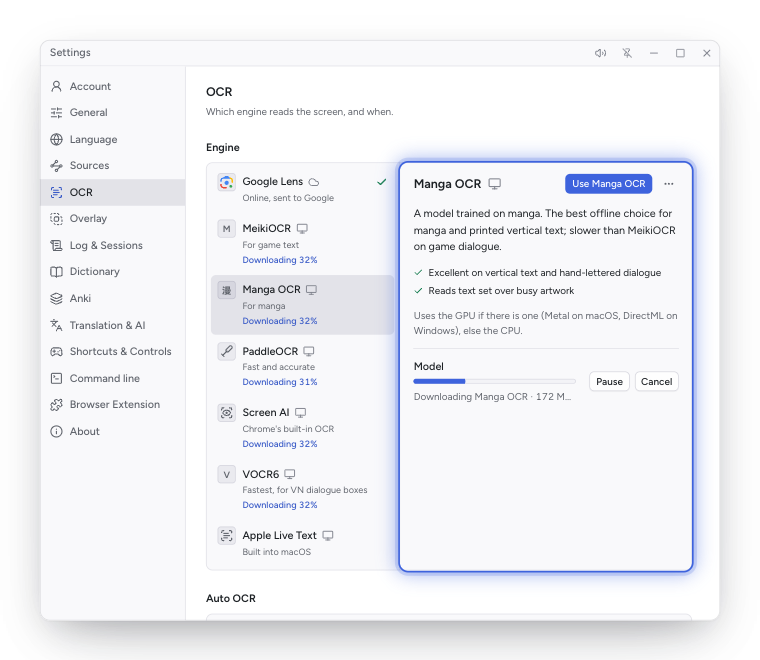 Settings
Account
General
Language
Sources
OCR
Overlay
Log & Sessions
Dictionary
Anki
Translation & AI
Shortcuts & Controls
Command line
Browser Extension
About
OCR
Which engine reads the screen, and when.
Engine
Google Lens
Online, sent to Google
M
MeikiOCR
For game text
Downloading 32%
漫
Manga OCR
For manga
Downloading 32%
PaddleOCR
Fast and accurate
Downloading 31%
Screen AI
Chrome's built-in OCR
Downloading 32%
V
VOCR6
Fastest, for VN dialogue boxes
Downloading 32%
Apple Live Text
Built into macOS
Manga OCR
Use Manga OCR
A model trained on manga. The best offline choice for
manga and printed vertical text; slower than MeikiOCR
on game dialogue.
Excellent on vertical text and hand-lettered dialogue
Reads text set over busy artwork
Uses the GPU if there is one (Metal on macOS, DirectML on
Windows), else the CPU.
Model
Pause
Cancel
Downloading Manga OCR · 172 M...
Auto OCR